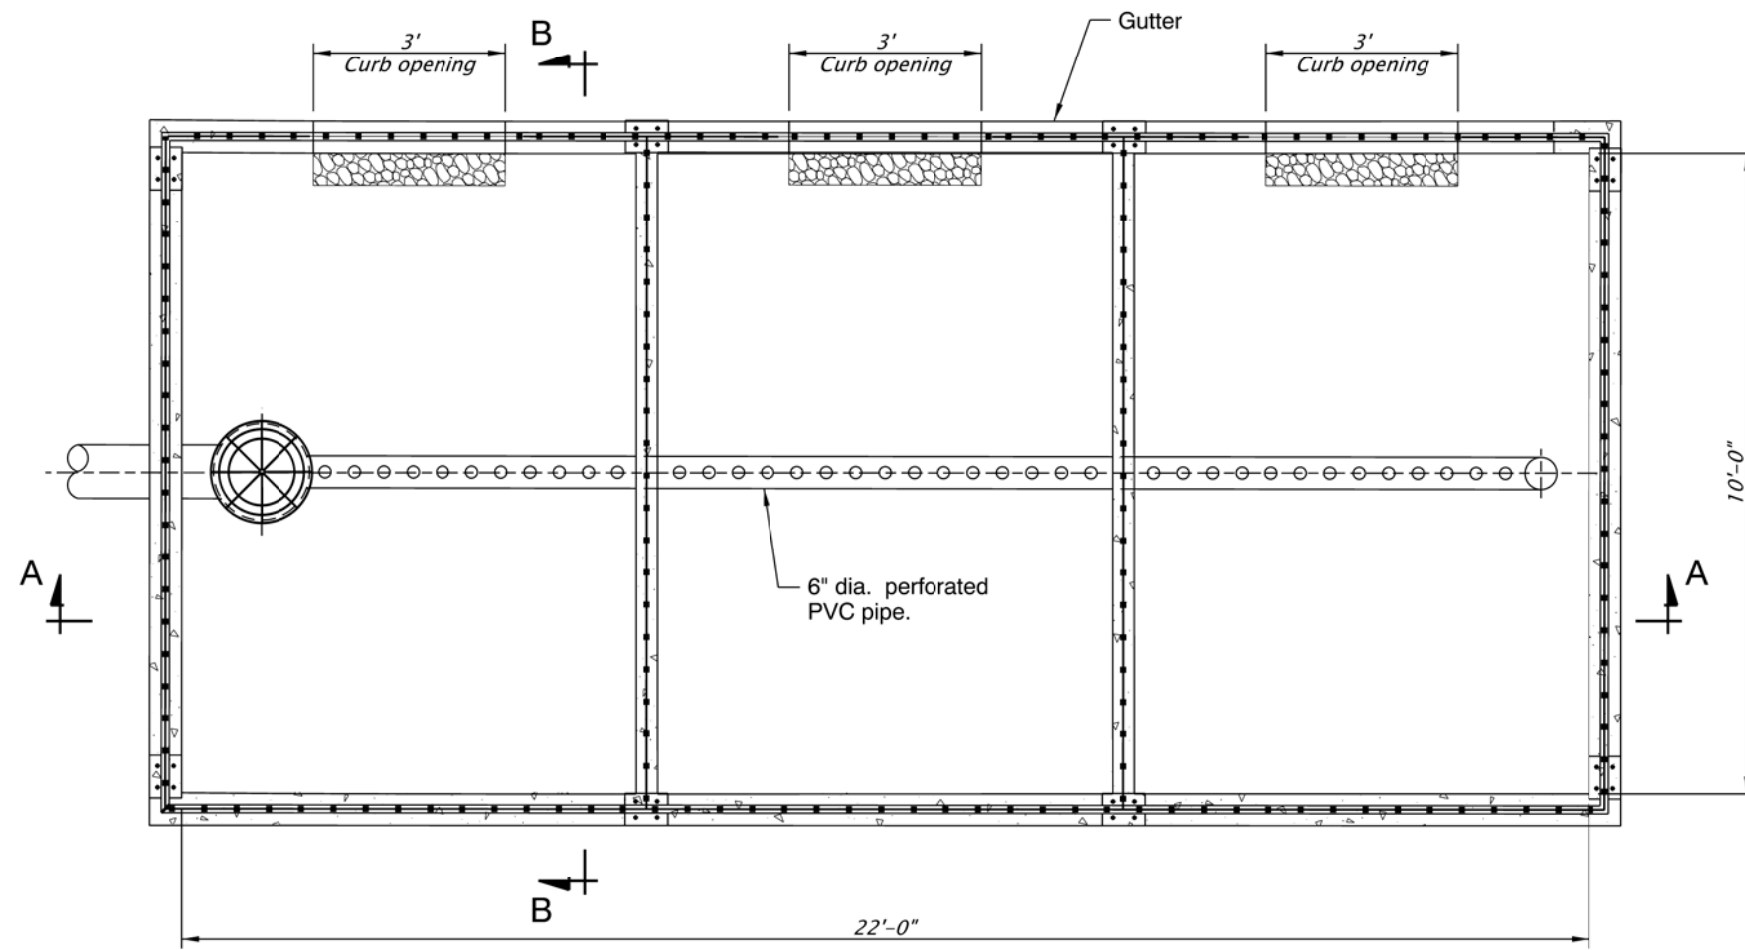 B
Gutter
3'
Curb opening
3'
Curb opening
3'
Curb opening
10'-0"
A
A
6" dia. perforated
PVC pipe.
B
22'-0"